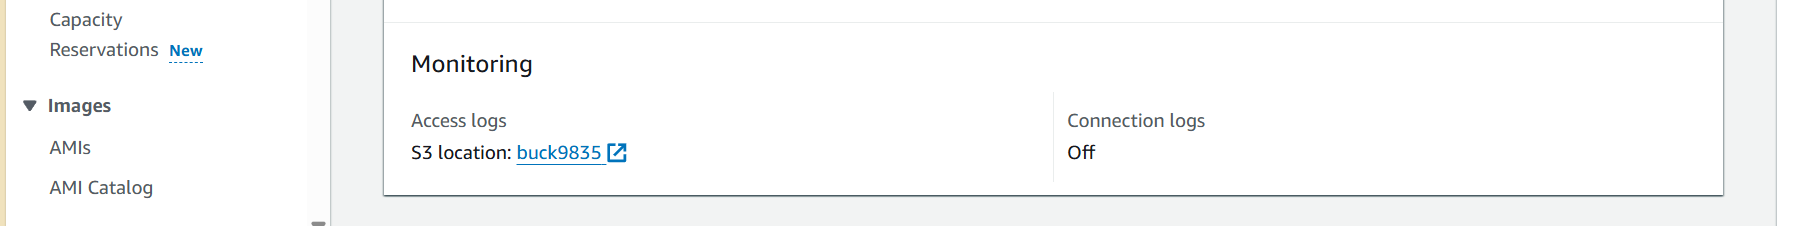 Capacity
Reservations New
Images
AMIs
AMI Catalog
Monitoring
Access logs
S3 location: buck9835
Connection logs
Off